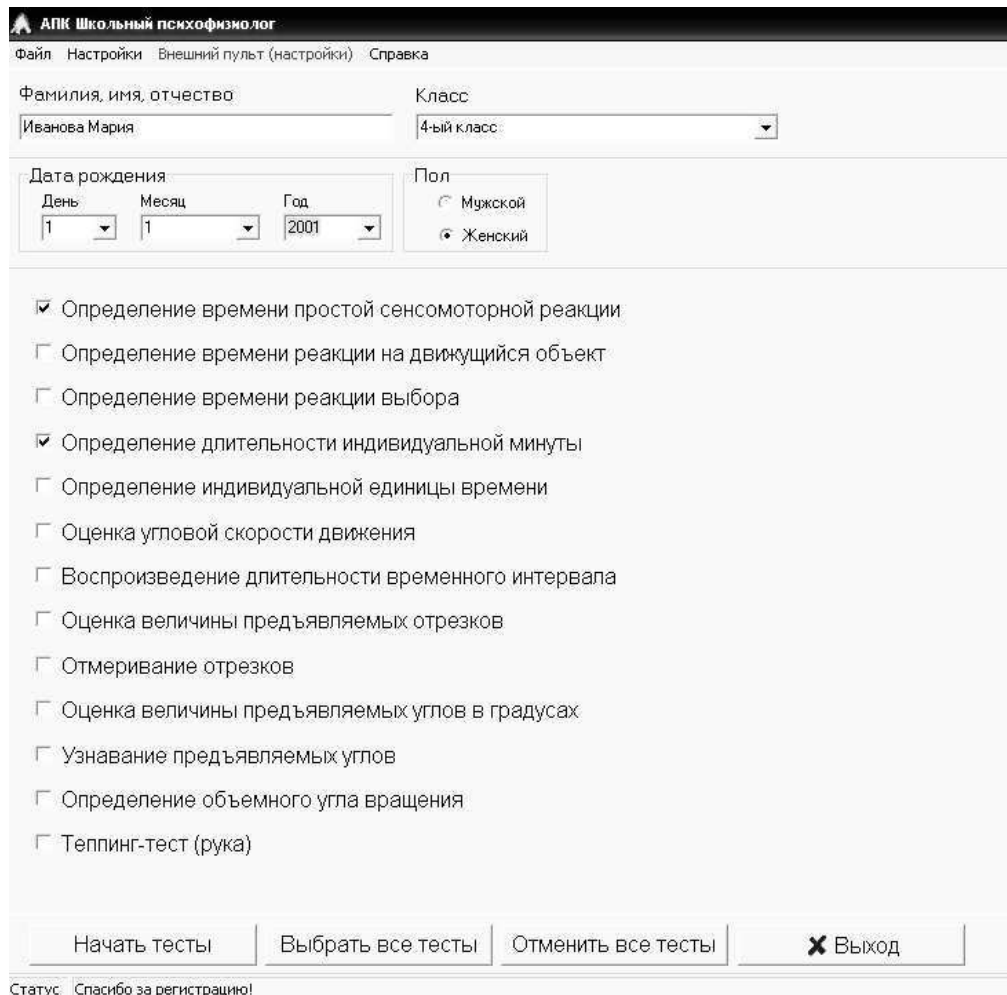 АПК Школьный психофизиолог
Файл Настройки Внешний пульт (настройки) Справка
Фамилия, имя, отчество Класс
Иванова Мария 4-ый класс
Дата рождения Пол
День Месяц Год Мужской
1 1 2001 Женский
Определение времени простой сенсомоторной реакции
Определение времени реакции на движущийся объект
Определение времени реакции выбора
Определение длительности индивидуальной минуты
Определение индивидуальной единицы времени
Оценка угловой скорости движения
Воспроизведение длительности временного интервала
Оценка величины предъявляемых отрезков
Отмеривание отрезков
Оценка величины предъявляемых углов в градусах
Узнавание предъявляемых углов
Определение объемного угла вращения
Теппинг-тест (рука)
Начать тесты Выбрать все тесты Отменить все тесты Выход
Статус Спасибо за регистрацию!